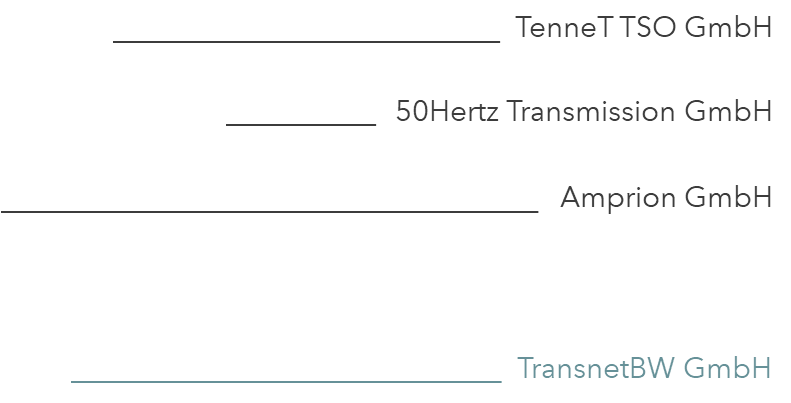 TenneT TSO GmbH
50Hertz Transmission GmbH
Amprion GmbH
TransnetBW GmbH